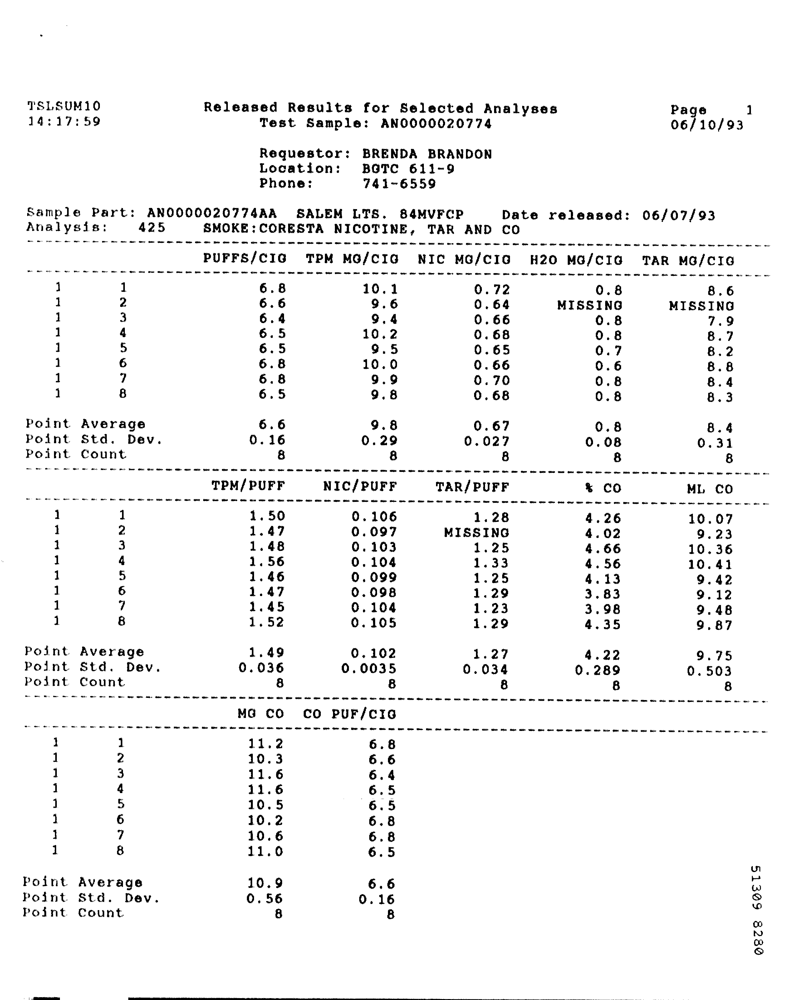 TSLSUM10 Released Results for Selected Analyses Page 1
14:17:59 Test Sample: AN0000020774 06/10/93
Requestor: BRENDA BRANDON
Location: BGTC 611-9
Phone: 741-6559
Sample Part: AN0000020774AA SALEM LTS. 84MVFCP Date released: 06/07/93
Analysis: 425 SMOKE:CORESTA NICOTINE, TAR AND CO
PUFFS/CIG TPM MG/CIG NIC MG/CIG H2O MG/CIG TAR MG/CIG
1 1 6.8 10.1 0.72 0.8 8.6
1 2 6.6 9.6 0.64 MISSING MISSING
1 3 6.4 9.4 0.66 0.8 7.9
1 4 6.5 10.2 0.68 0.8 8.7
1 5 6.5 9.5 0.65 0.7 8.2
1 6 6.8 10.0 0.66 0.6 8.8
1 7 6.8 9.9 0.70 0.8 8.4
1 8 6.5 9.8 0.68 0.8 8.3
Point Average 6.6 9.8 0.67 0.8 8.4
Point Std. Dev. 0.16 0.29 0.027 0.08 0.31
Point Count 8 8 8 8 8
TPM/PUFF NIC/PUFF TAR/PUFF % CO ML CO
1 1 1.50 0.106 1.28 4.26 10.07
1 2 1.47 0.097 MISSING 4.02 9.23
1 3 1.48 0.103 1.25 4.66 10.36
1 4 1.56 0.104 1.33 4.56 10.41
1 5 1.46 0.099 1.25 4.13 9.42
1 6 1.47 0.098 1.29 3.83 9.12
1 7 1.45 0.104 1.23 3.98 9.48
1 8 1.52 0.105 1.29 4.35 9.87
Point Average 1.49 0.102 1.27 4.22 9.75
Point Std. Dev. 0.036 0.0035 0.034 0.289 0.503
Point Count 8 8 8 8 8
MG CO CO PUF/CIG
1 1 11.2 6.8
1 2 10.3 6.6
1 3 11.6 6.4
1 4 11.6 6.5
1 5 10.5 6.5
1 6 10.2 6.8
1 7 10.6 6.8
1 8 11.0 6.5
Point Average 10.9 6.6
Point Std. Dev. 0.56 0.16
Point Count 8 8
51309 8280